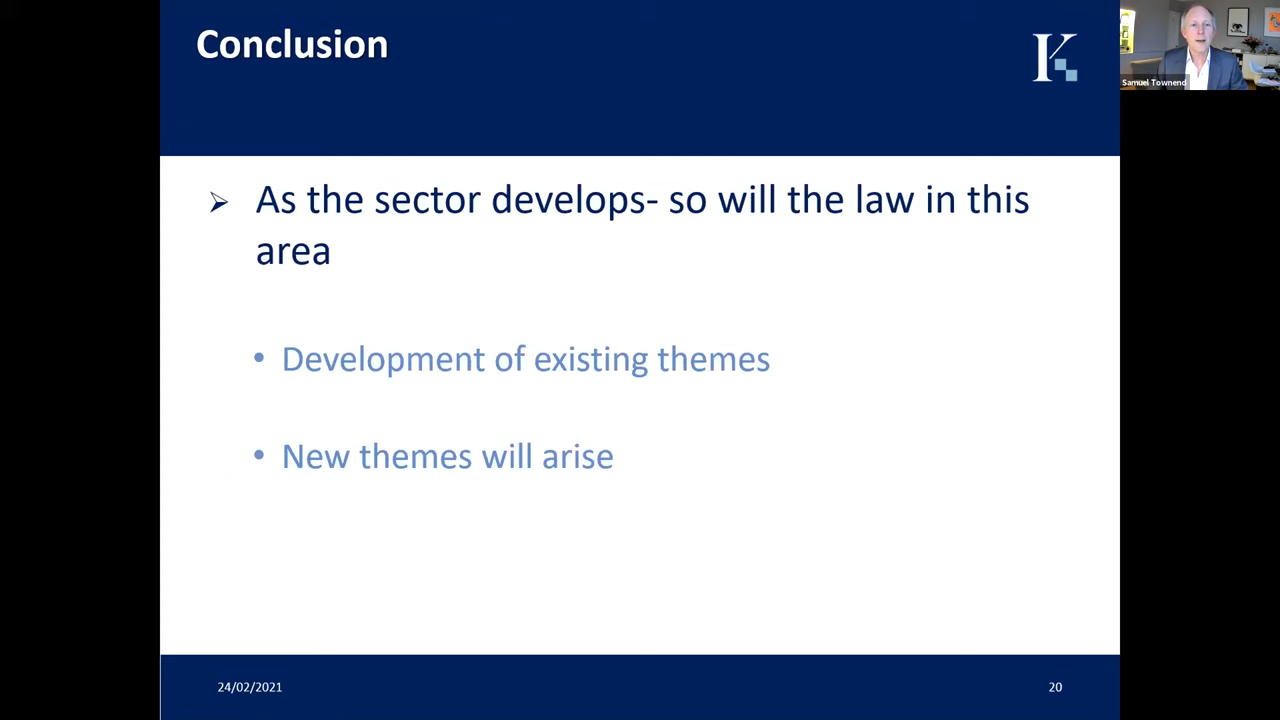 Conclusion
K
Samuel Townend
➢ As the sector develops- so will the law in this
area
• Development of existing themes
• New themes will arise
24/02/2021
20